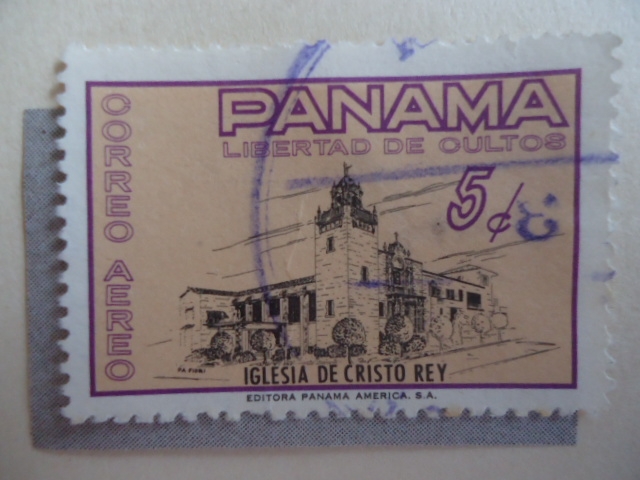 PANAMA
LIBERTAD DE CULTOS
CORREO AEREO
5¢
IGLESIA DE CRISTO REY
EDITORA PANAMA AMERICA, S.A.